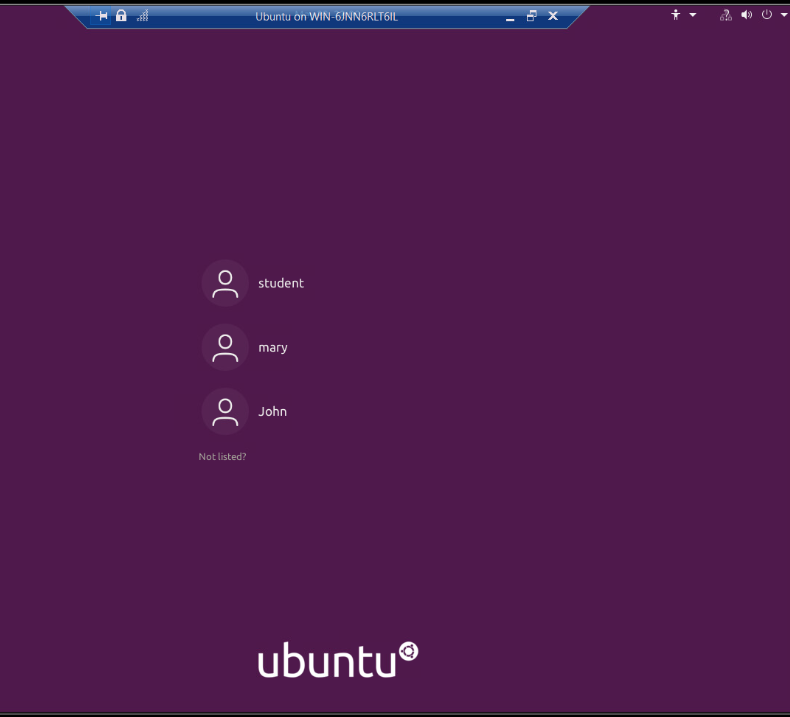 Ubuntu on WIN-6JNN6RLT6IL
student
mary
John
Not listed?
ubuntu